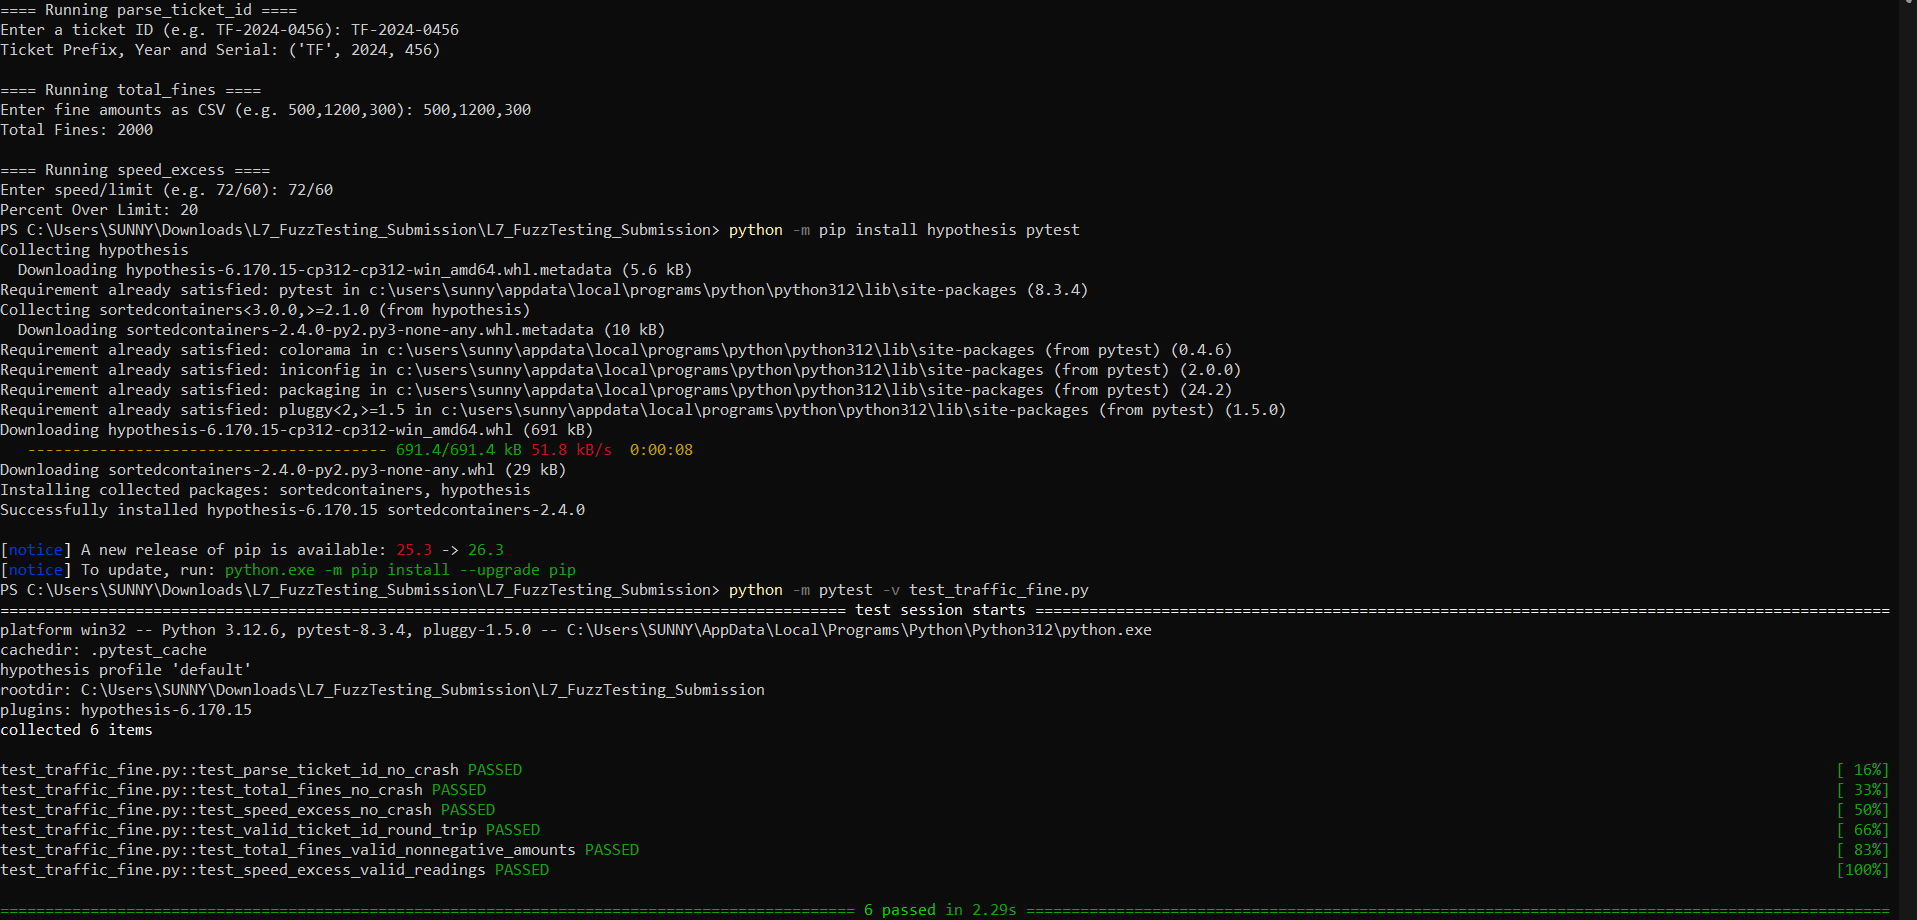 ==== Running parse_ticket_id ====
Enter a ticket ID (e.g. TF-2024-0456): TF-2024-0456
Ticket Prefix, Year and Serial: ('TF', 2024, 456)
==== Running total_fines ====
Enter fine amounts as CSV (e.g. 500,1200,300): 500,1200,300
Total Fines: 2000
==== Running speed_excess ====
Enter speed/limit (e.g. 72/60): 72/60
Percent Over Limit: 20
PS C:\Users\SUNNY\Downloads\L7_FuzzTesting_Submission\L7_FuzzTesting_Submission> python -m pip install hypothesis pytest
Collecting hypothesis
  Downloading hypothesis-6.170.15-cp312-cp312-win_amd64.whl.metadata (5.6 kB)
Requirement already satisfied: pytest in c:\users\sunny\appdata\local\programs\python\python312\lib\site-packages (8.3.4)
Collecting sortedcontainers<3.0.0,>=2.1.0 (from hypothesis)
  Downloading sortedcontainers-2.4.0-py2.py3-none-any.whl.metadata (10 kB)
Requirement already satisfied: colorama in c:\users\sunny\appdata\local\programs\python\python312\lib\site-packages (from pytest) (0.4.6)
Requirement already satisfied: iniconfig in c:\users\sunny\appdata\local\programs\python\python312\lib\site-packages (from pytest) (2.0.0)
Requirement already satisfied: packaging in c:\users\sunny\appdata\local\programs\python\python312\lib\site-packages (from pytest) (24.2)
Requirement already satisfied: pluggy<2,>=1.5 in c:\users\sunny\appdata\local\programs\python\python312\lib\site-packages (from pytest) (1.5.0)
Downloading hypothesis-6.170.15-cp312-cp312-win_amd64.whl (691 kB)
   ---------------------------------------- 691.4/691.4 kB 51.8 kB/s  0:00:08
Downloading sortedcontainers-2.4.0-py2.py3-none-any.whl (29 kB)
Installing collected packages: sortedcontainers, hypothesis
Successfully installed hypothesis-6.170.15 sortedcontainers-2.4.0
[notice] A new release of pip is available: 25.3 -> 26.3
[notice] To update, run: python.exe -m pip install --upgrade pip
PS C:\Users\SUNNY\Downloads\L7_FuzzTesting_Submission\L7_FuzzTesting_Submission> python -m pytest -v test_traffic_fine.py
============================================================================================== test session starts ===============================================================================================
platform win32 -- Python 3.12.6, pytest-8.3.4, pluggy-1.5.0 -- C:\Users\SUNNY\AppData\Local\Programs\Python\Python312\python.exe
cachedir: .pytest_cache
hypothesis profile 'default'
rootdir: C:\Users\SUNNY\Downloads\L7_FuzzTesting_Submission\L7_FuzzTesting_Submission
plugins: hypothesis-6.170.15
collected 6 items
test_traffic_fine.py::test_parse_ticket_id_no_crash PASSED [ 16%]
test_traffic_fine.py::test_total_fines_no_crash PASSED [ 33%]
test_traffic_fine.py::test_speed_excess_no_crash PASSED [ 50%]
test_traffic_fine.py::test_valid_ticket_id_round_trip PASSED [ 66%]
test_traffic_fine.py::test_total_fines_valid_nonnegative_amounts PASSED [ 83%]
test_traffic_fine.py::test_speed_excess_valid_readings PASSED [100%]
=============================================================================================== 6 passed in 2.29s ================================================================================================